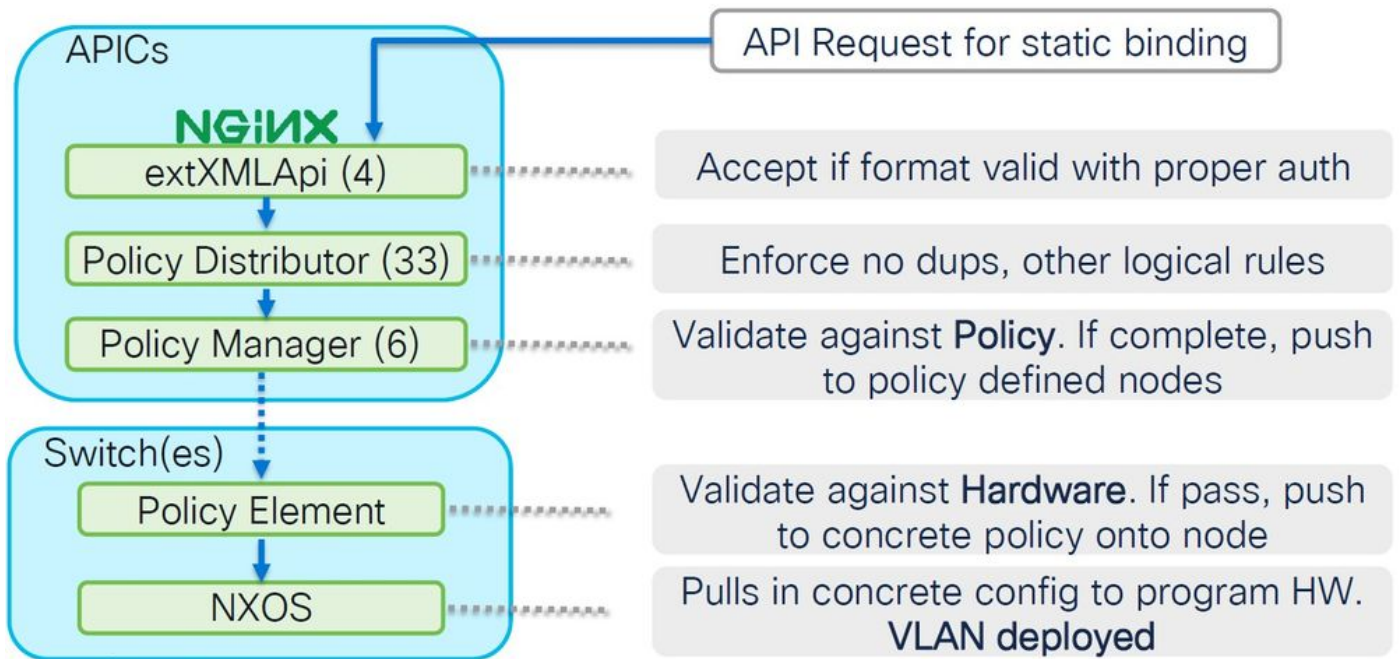 APICs
API Request for static binding
NGiNX
extXMLApi (4)
Accept if format valid with proper auth
Policy Distributor (33)
Enforce no dups, other logical rules
Policy Manager (6)
Validate against Policy. If complete, push
to policy defined nodes
Switch(es)
Policy Element
Validate against Hardware. If pass, push
to concrete policy onto node
NXOS
Pulls in concrete config to program HW.
VLAN deployed